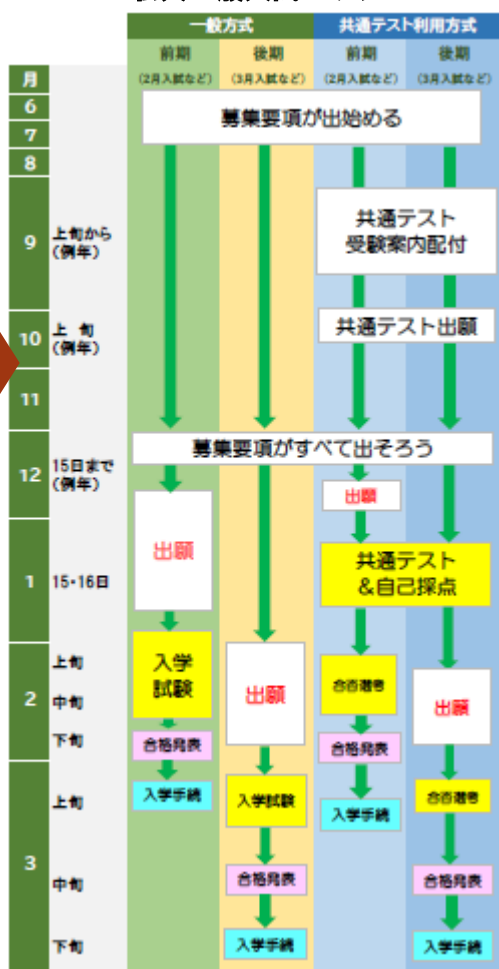 一般方式 共通テスト利用方式
前期 後期 前期 後期
月 (2月入試など) (3月入試など) (2月入試など) (3月入試など)
6
募集要項が出始める
7
8
共通テスト
受験案内配付
9 上旬から
(例年)
共通テスト出願
10 上 旬
(例年)
11
募集要項がすべて出そろう
12 15日まで
(例年)
出願
出願
共通テスト
&自己採点
1 15・16日
入学
試験
上旬
合否選考
出願
出願
2 中旬
下旬
合格発表 合格発表
入学手続 入学試験 入学手続 合否選考
上旬
3
中旬 合格発表 合格発表
下旬 入学手続 入学手続